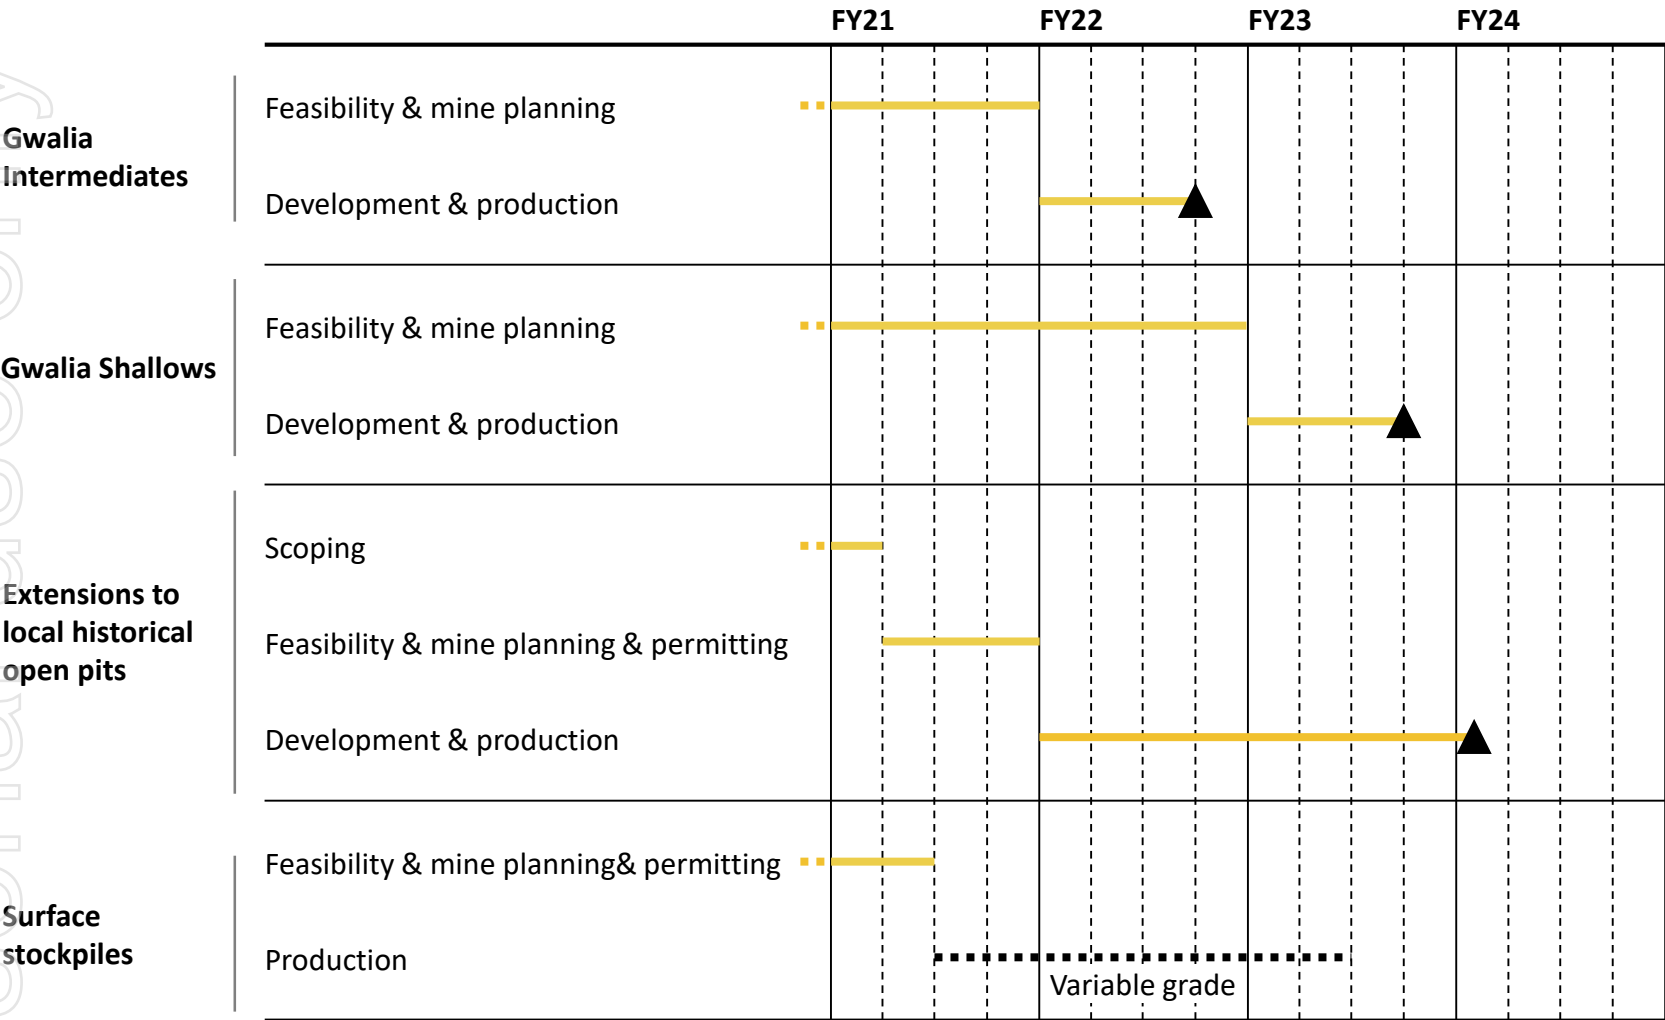 FY21 FY22 FY23 FY24
Gwalia
Intermediates
Feasibility & mine planning
Development & production
Gwalia Shallows
Feasibility & mine planning
Development & production
Extensions to
local historical
open pits
Scoping
Feasibility & mine planning & permitting
Development & production
Surface
stockpiles
Feasibility & mine planning& permitting
Production
Variable grade